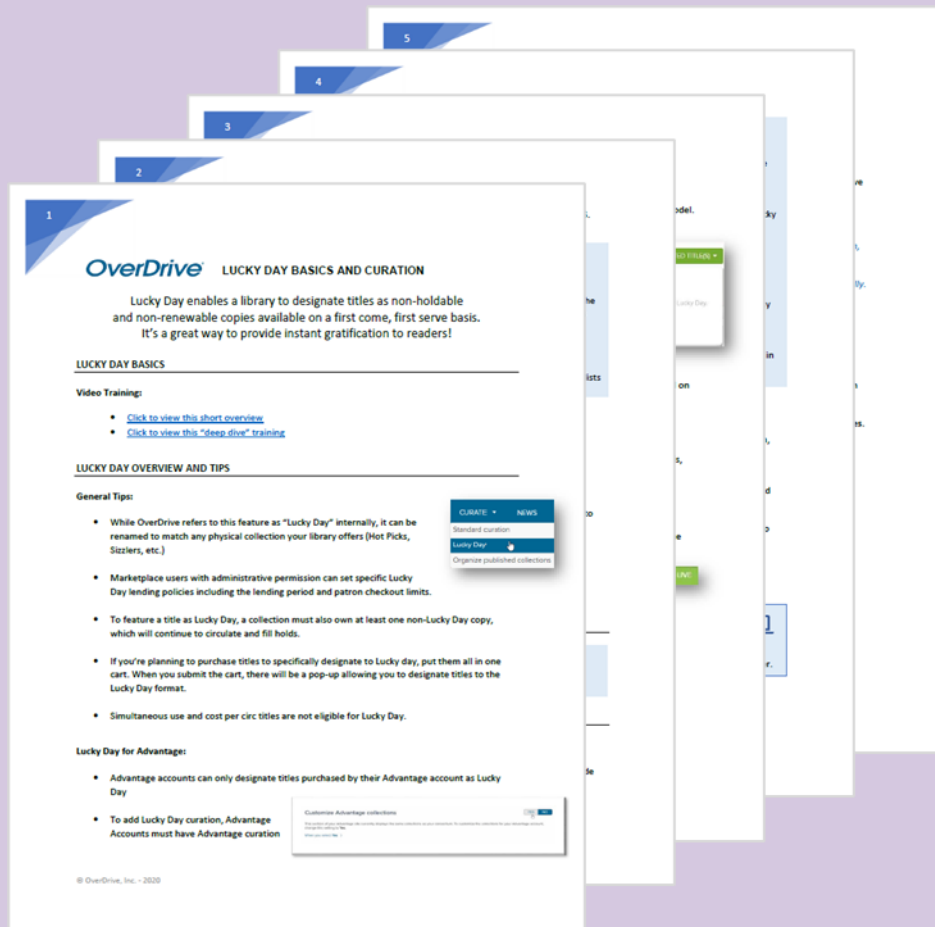 5
4
3
2
1
OverDrive LUCKY DAY BASICS AND CURATION
Lucky Day enables a library to designate titles as non-holdable
and non-renewable copies available on a first come, first serve basis.
It's a great way to provide instant gratification to readers!
LUCKY DAY BASICS
Video Training:
• Click to view this short overview
• Click to view this "deep dive" training
LUCKY DAY OVERVIEW AND TIPS
General Tips:
• While OverDrive refers to this feature as "Lucky Day" internally, it can be
renamed to match any physical collection your library offers (Hot Picks,
Sizzlers, etc.)
CURATE NEWS
Standard curation
Lucky Day
Organize published collections
• Marketplace users with administrative permission can set specific Lucky
Day lending policies including the lending period and patron checkout limits.
• To feature a title as Lucky Day, a collection must also own at least one non-Lucky Day copy,
which will continue to circulate and fill holds.
• If you're planning to purchase titles to specifically designate to Lucky day, put them all in one
cart. When you submit the cart, there will be a pop-up allowing you to designate titles to the
Lucky Day format.
• Simultaneous use and cost per circ titles are not eligible for Lucky Day.
Lucky Day for Advantage:
• Advantage accounts can only designate titles purchased by their Advantage account as Lucky
Day
• To add Lucky Day curation, Advantage
Accounts must have Advantage curation
Customize Advantage collections
© OverDrive, Inc. - 2020
he
lists
to
de
odel.
Lucky Day
on
s,
e
LIVE
ky
y
in
d
r.
ve
lly.
es.